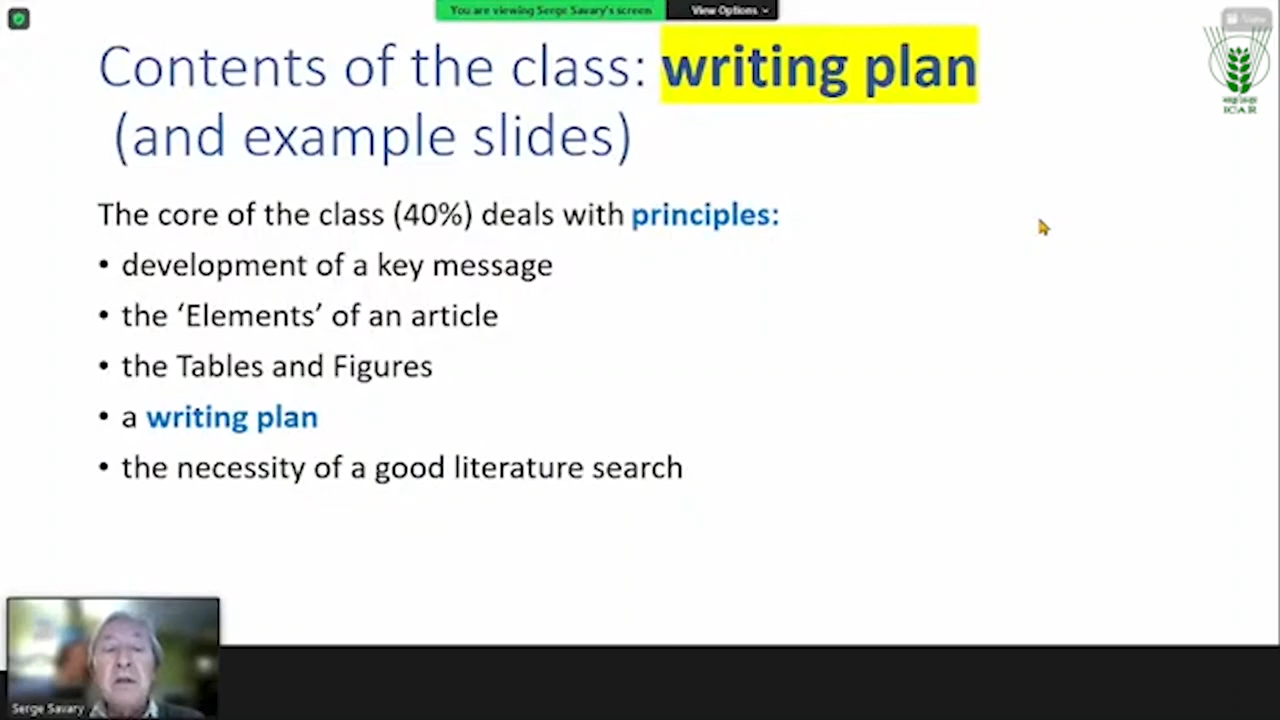 You are viewing Serge Savary's screen View Options
Contents of the class: writing plan
(and example slides)
ICAR
The core of the class (40%) deals with principles:
• development of a key message
• the ‘Elements’ of an article
• the Tables and Figures
• a writing plan
• the necessity of a good literature search
Serge Savary